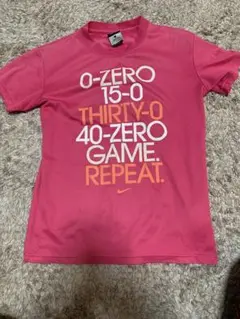 0-ZERO
15-0
THIRTY-0
40-ZERO
GAME.
REPEAT.